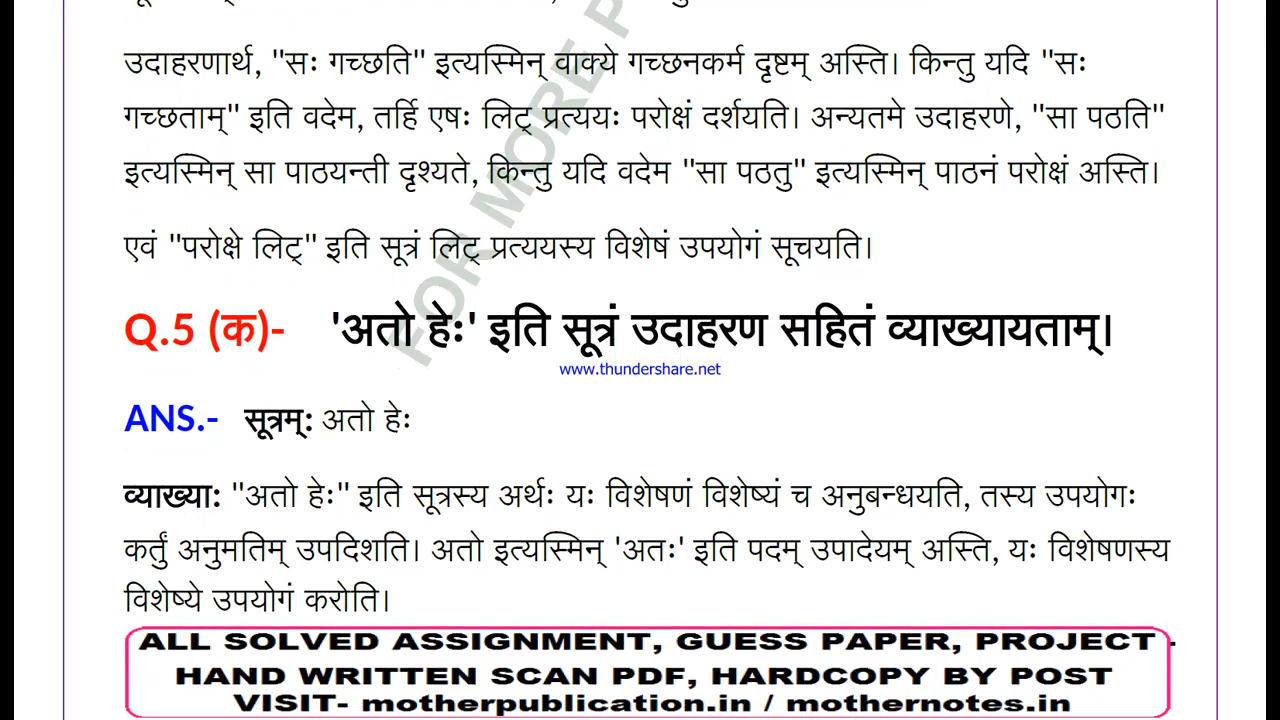 उदाहरणार्थ, "सः गच्छति" इत्यस्मिन् वाक्ये गच्छनकर्म दृष्टम् अस्ति। किन्तु यदि "सः
गच्छताम्" इति वदेम, तर्हि एषः लिट् प्रत्ययः परोक्षं दर्शयति। अन्यतमे उदाहरणे, "सा पठति"
इत्यस्मिन् सा पाठयन्ती दृश्यते, किन्तु यदि वदेम "सा पठतु" इत्यस्मिन् पाठनं परोक्षं अस्ति।
एवं "परोक्षे लिट्" इति सूत्रं लिट् प्रत्ययस्य विशेषं उपयोगं सूचयति।
FOR MORE P
Q.5 (क)- 'अतो हेः' इति सूत्रं उदाहरण सहितं व्याख्यायताम्।
www.thundershare.net
ANS.- सूत्रम्: अतो हेः
व्याख्या: "अतो हेः" इति सूत्रस्य अर्थः यः विशेषणं विशेष्यं च अनुबन्धयति, तस्य उपयोगः
कर्तुं अनुमतिम् उपदिशति। अतो इत्यस्मिन् 'अतः' इति पदम् उपादेयम् अस्ति, यः विशेषणस्य
विशेष्ये उपयोगं करोति।
ALL SOLVED ASSIGNMENT, GUESS PAPER, PROJECT -
HAND WRITTEN SCAN PDF, HARDCOPY BY POST
VISIT- motherpublication.in / mothernotes.in